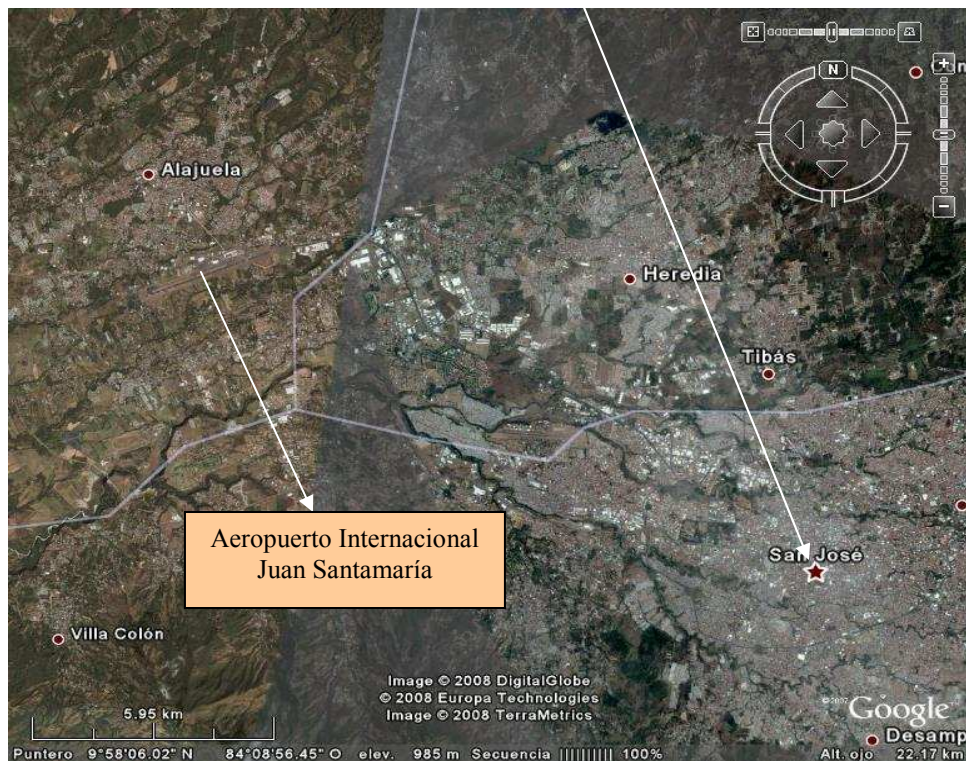 N
Alajuela
Heredia
Tibás
Aeropuerto Internacional
Juan Santamaría
San José
Villa Colón
Image © 2008 DigitalGlobe
© 2008 Europa Technologies
Image © 2008 TerraMetrics
Google
5.95 km
Desamp
Puntero 9°58'06.02" N 84°08'56.45" O elev. 985 m Secuencia |||||||||| 100% Alt. ojo 22.17 km